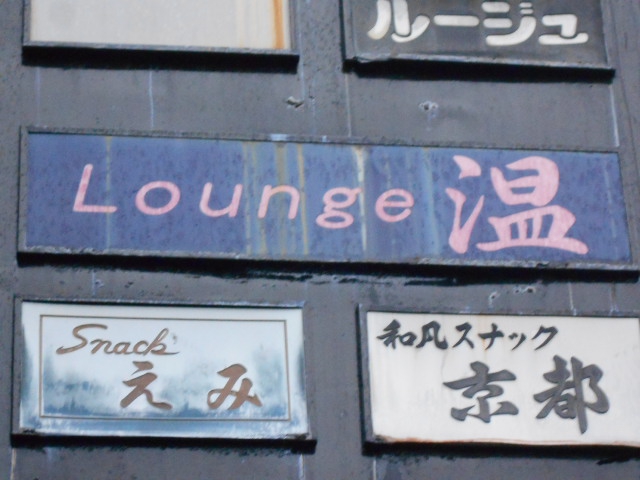 ルージュ
Lounge 温
Snack
えみ
和風スナック
京都